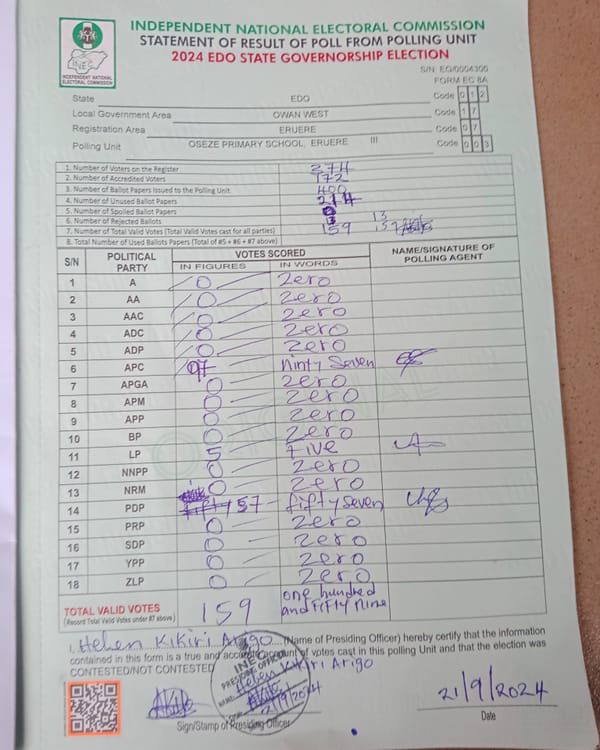 INDEPENDENT NATIONAL ELECTORAL COMMISSION
STATEMENT OF RESULT OF POLL FROM POLLING UNIT
2024 EDO STATE GOVERNORSHIP ELECTION
INEC
INDEPENDENT NATIONAL ELECTORAL COMMISSION
S/N EG/0004300
FORM EC 8A
State EDO Code 0 1 2
Local Government Area OWAN WEST Code 1 7
Registration Area ERUERE Code 0 7
Polling Unit OSEZE PRIMARY SCHOOL, ERUERE III Code 0 0 3
1. Number of Voters on the Register 274
2. Number of Accredited Voters 172
3. Number of Ballot Papers Issued to the Polling Unit 400
4. Number of Unused Ballot Papers
5. Number of Spoiled Ballot Papers
6. Number of Rejected Ballots 13
7. Number of Total Valid Votes (Total Valid Votes cast for all parties) 159
8. Total Number of Used Ballots Papers (Total of #5 + #6 + #7 above)
S/N POLITICAL PARTY VOTES SCORED NAME/SIGNATURE OF POLLING AGENT
IN FIGURES IN WORDS
1 A 0 Zero
2 AA 0 Zero
3 AAC 0 Zero
4 ADC 0 Zero
5 ADP 0 Zero
6 APC 97 ninty Seven
7 APGA 0 Zero
8 APM 0 Zero
9 APP 0 Zero
10 BP 0 Zero
11 LP 5 Five
12 NNPP 0 Zero
13 NRM 0 Zero
14 PDP fifty 57 fifty seven
15 PRP 0 Zero
16 SDP 0 Zero
17 YPP 0 Zero
18 ZLP 0 Zero
TOTAL VALID VOTES 159 one hundred and Fifty Nine
(Record Total Valid Votes under #7 above)
I, Helen Kikiri Arigo (Name of Presiding Officer) hereby certify that the information
contained in this form is a true and accurate account of votes cast in this polling Unit and that the election was
CONTESTED/NOT CONTESTED
INEC
PRESIDING OFFICER
NAME: Helen Kikiri Arigo
21/9/2024
Sign/Stamp of Presiding Officer
21/9/2024
Date